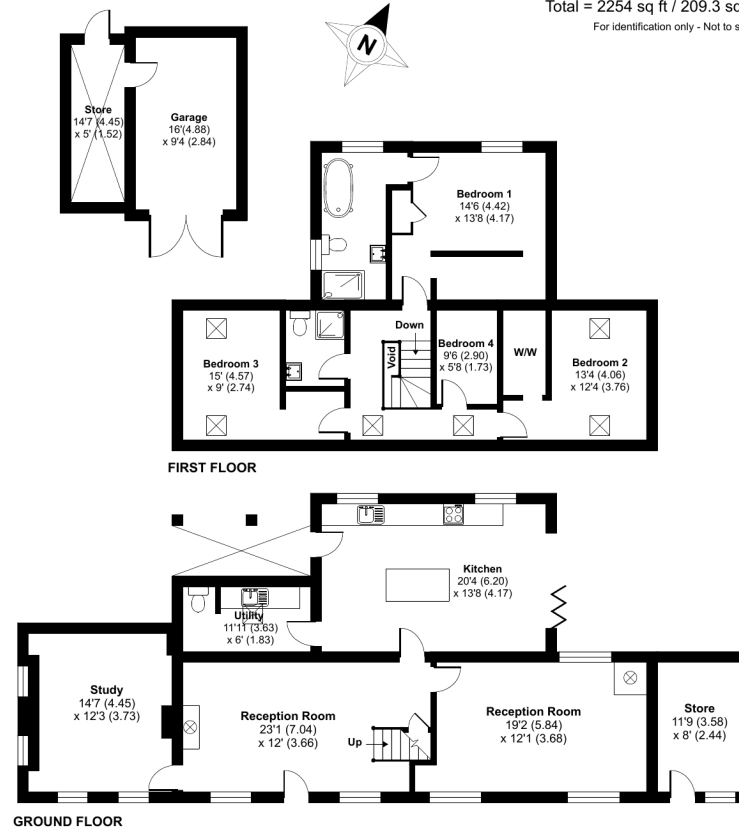 Total = 2254 sq ft / 209.3 sq
For identification only - Not to s
N
Store
14'7 (4.45)
x 5' (1.52)
Garage
16'(4.88)
x 9'4 (2.84)
Bedroom 1
14'6 (4.42)
x 13'8 (4.17)
Down
Void
Bedroom 3
15' (4.57)
x 9' (2.74)
Bedroom 4
9'6 (2.90)
x 5'8 (1.73)
W/W
Bedroom 2
13'4 (4.06)
x 12'4 (3.76)
FIRST FLOOR
Kitchen
20'4 (6.20)
x 13'8 (4.17)
Utility
11'11 (3.63)
x 6' (1.83)
Study
14'7 (4.45)
x 12'3 (3.73)
Reception Room
23'1 (7.04)
x 12' (3.66)
Up
Reception Room
19'2 (5.84)
x 12'1 (3.68)
Store
11'9 (3.58)
x 8' (2.44)
GROUND FLOOR